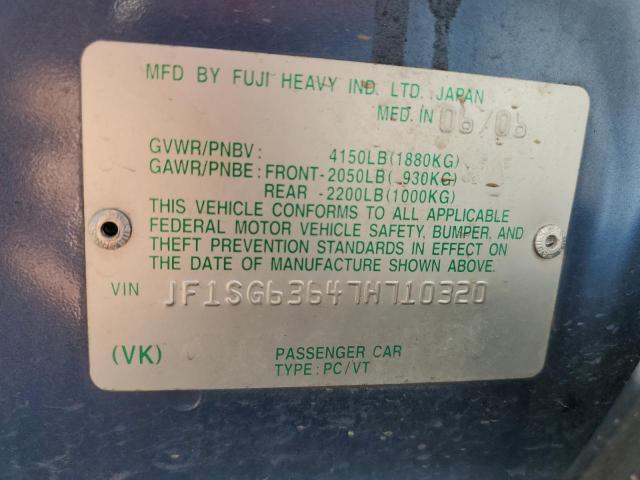 MFD BY FUJI HEAVY IND. LTD. JAPAN
MED. IN 06/06
GVWR/PNBV: 4150LB(1880KG)
GAWR/PNBE: FRONT-2050LB( 930KG)
REAR -2200LB(1000KG)
THIS VEHICLE CONFORMS TO ALL APPLICABLE
FEDERAL MOTOR VEHICLE SAFETY, BUMPER, AND
THEFT PREVENTION STANDARDS IN EFFECT ON
THE DATE OF MANUFACTURE SHOWN ABOVE.
VIN JF1SG63647H710320
(VK) PASSENGER CAR
TYPE: PC/VT